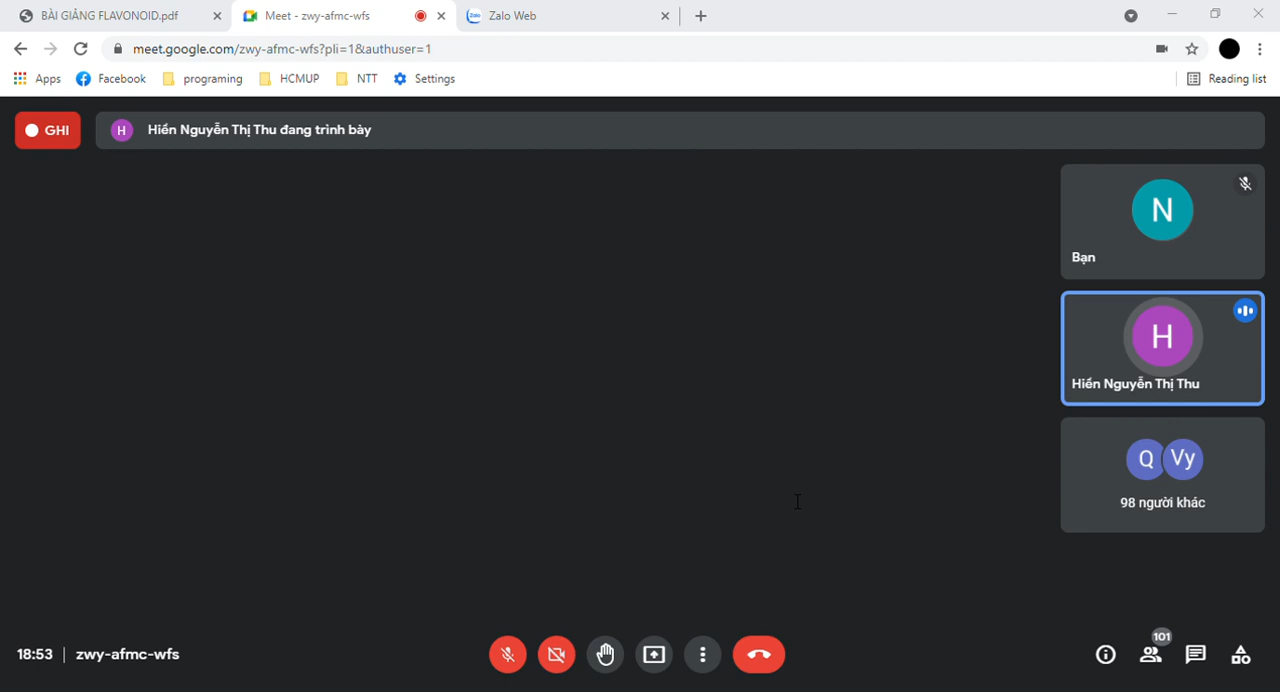 BÀI GIẢNG FLAVONOID.pdf
Meet - zwy-afmc-wfs
Zalo
Zalo Web
meet.google.com/zwy-afmc-wfs?pli=1&authuser=1
Apps
Facebook
programing
HCMUP
NTT
Settings
Reading list
GHI
H
Hiền Nguyễn Thị Thu đang trình bày
N
Bạn
H
Hiền Nguyễn Thị Thu
Q
Vy
98 người khác
18:53
zwy-afmc-wfs
101